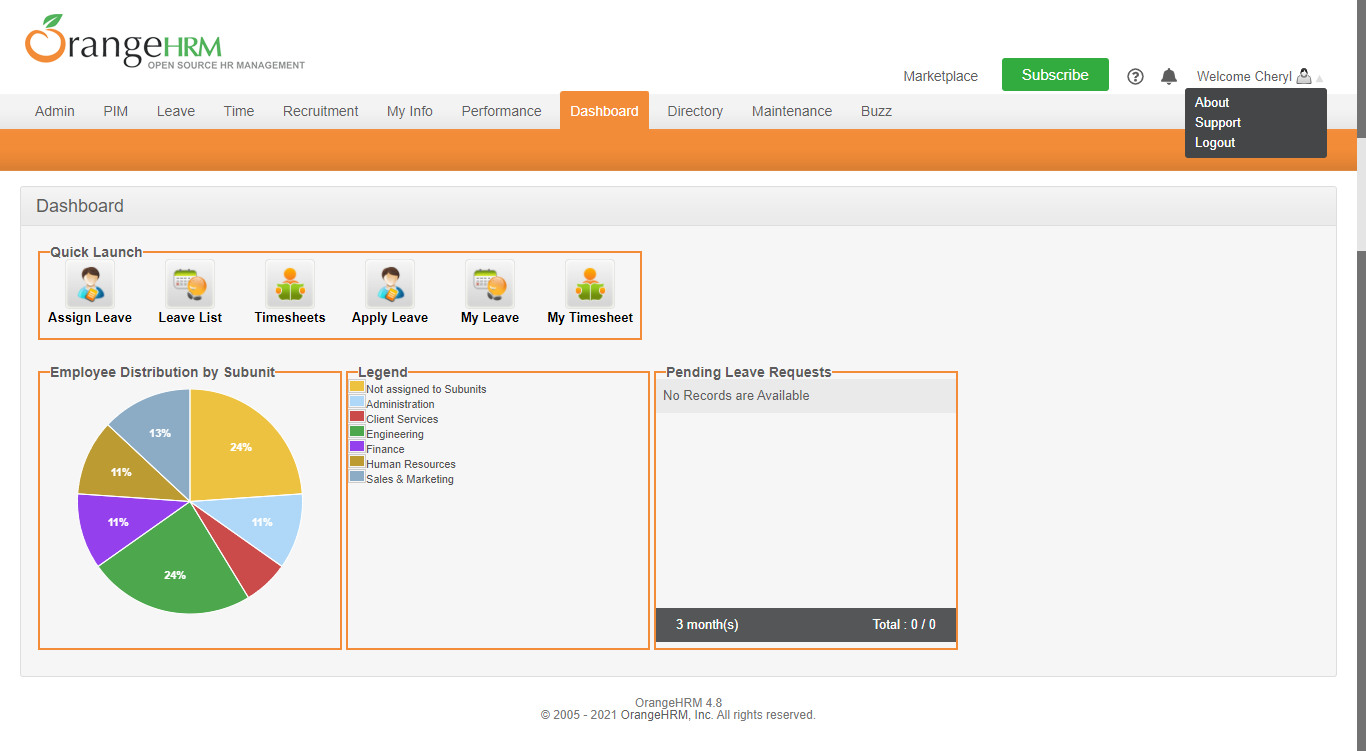 OrangeHRM
OPEN SOURCE HR MANAGEMENT
Marketplace
Subscribe
Welcome Cheryl
About
Support
Logout
Admin PIM Leave Time Recruitment My Info Performance Dashboard Directory Maintenance Buzz
Dashboard
Quick Launch
Assign Leave Leave List Timesheets Apply Leave My Leave My Timesheet
Employee Distribution by Subunit
13%
24%
11%
11%
11%
24%
Legend
Not assigned to Subunits
Administration
Client Services
Engineering
Finance
Human Resources
Sales & Marketing
Pending Leave Requests
No Records are Available
3 month(s) Total : 0 / 0
OrangeHRM 4.8
© 2005 - 2021 OrangeHRM, Inc. All rights reserved.